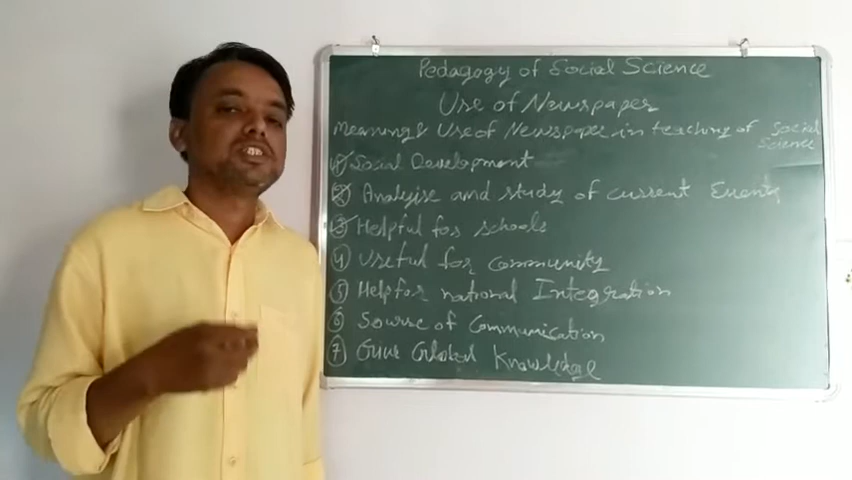 Pedagogy of Social Science
Use of Newspaper
Meaning & Use of Newspaper in teaching of Social Science
1 Social Development
2 Analyise and study of current Events
3 Helpful for schools
4 Useful for community
5 Help for national Integration
6 Sourse of Communication
7 Give Global Knowledge